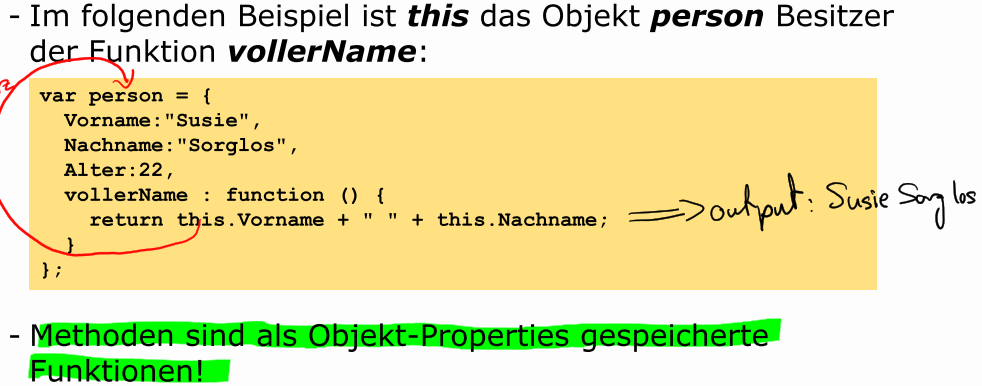 - Im folgenden Beispiel ist this das Objekt person Besitzer
der Funktion vollerName:
var person = {
Vorname:"Susie",
Nachname:"Sorglos",
Alter:22,
vollerName : function () {
return this.Vorname + " " + this.Nachname; ⟹ output: Susie Sorglos
}
};
- Methoden sind als Objekt-Properties gespeicherte
Funktionen!